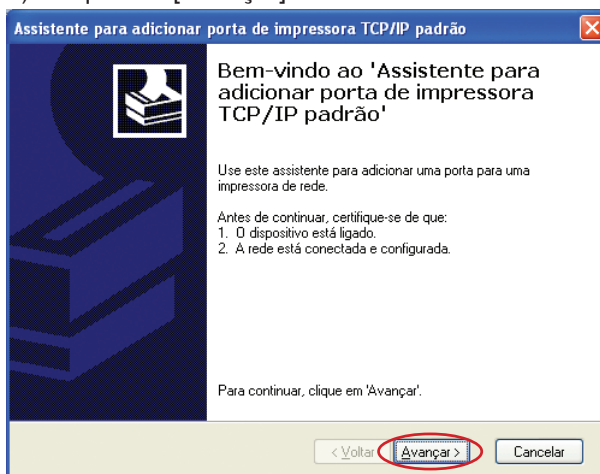 Assistente para adicionar porta de impressora TCP/IP padrão
Bem-vindo ao 'Assistente para
adicionar porta de impressora
TCP/IP padrão'
Use este assistente para adicionar uma porta para uma
impressora de rede.
Antes de continuar, certifique-se de que:
1. O dispositivo está ligado.
2. A rede está conectada e configurada.
Para continuar, clique em 'Avançar'.
< Voltar Avançar > Cancelar